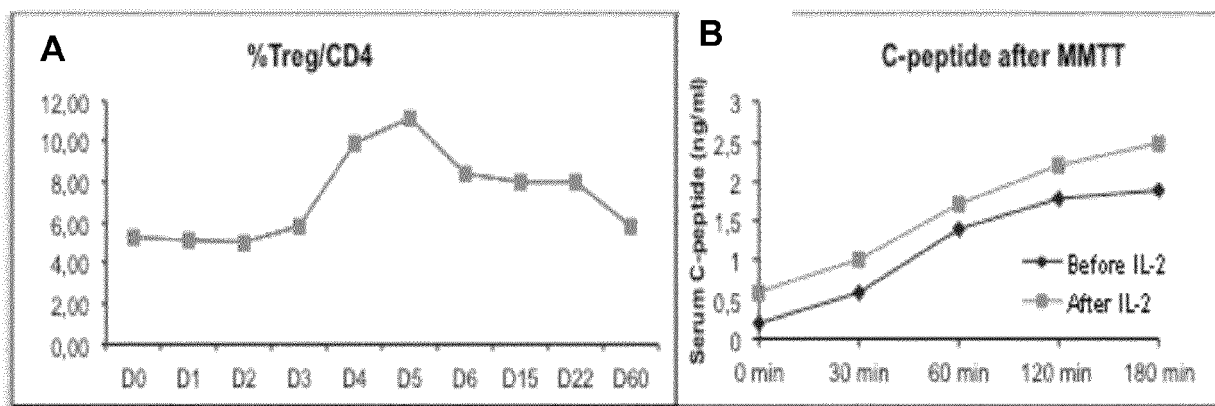 A
%Treg/CD4
12,00
10,00
8,00
6,00
4,00
2,00
0,00
D0 D1 D2 D3 D4 D5 D6 D15 D22 D60
B
C-peptide after MMTT
Serum C-peptide (ng/ml)
3
2,5
2
1,5
1
0,5
0
Before IL-2
After IL-2
0 min 30 min 60 min 120 min 180 min